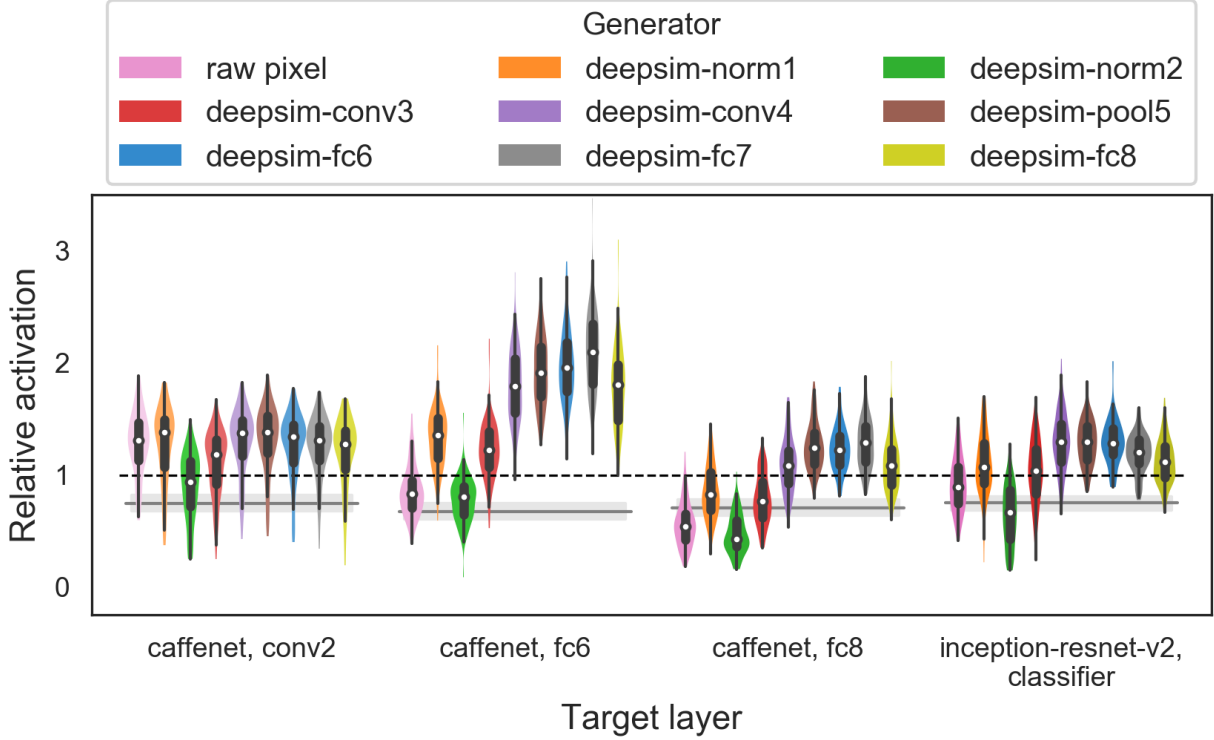 Generator
raw pixel deepsim-norm1 deepsim-norm2
deepsim-conv3 deepsim-conv4 deepsim-pool5
deepsim-fc6 deepsim-fc7 deepsim-fc8
Relative activation
3
2
1
0
caffenet, conv2 caffenet, fc6 caffenet, fc8 inception-resnet-v2,
classifier
Target layer